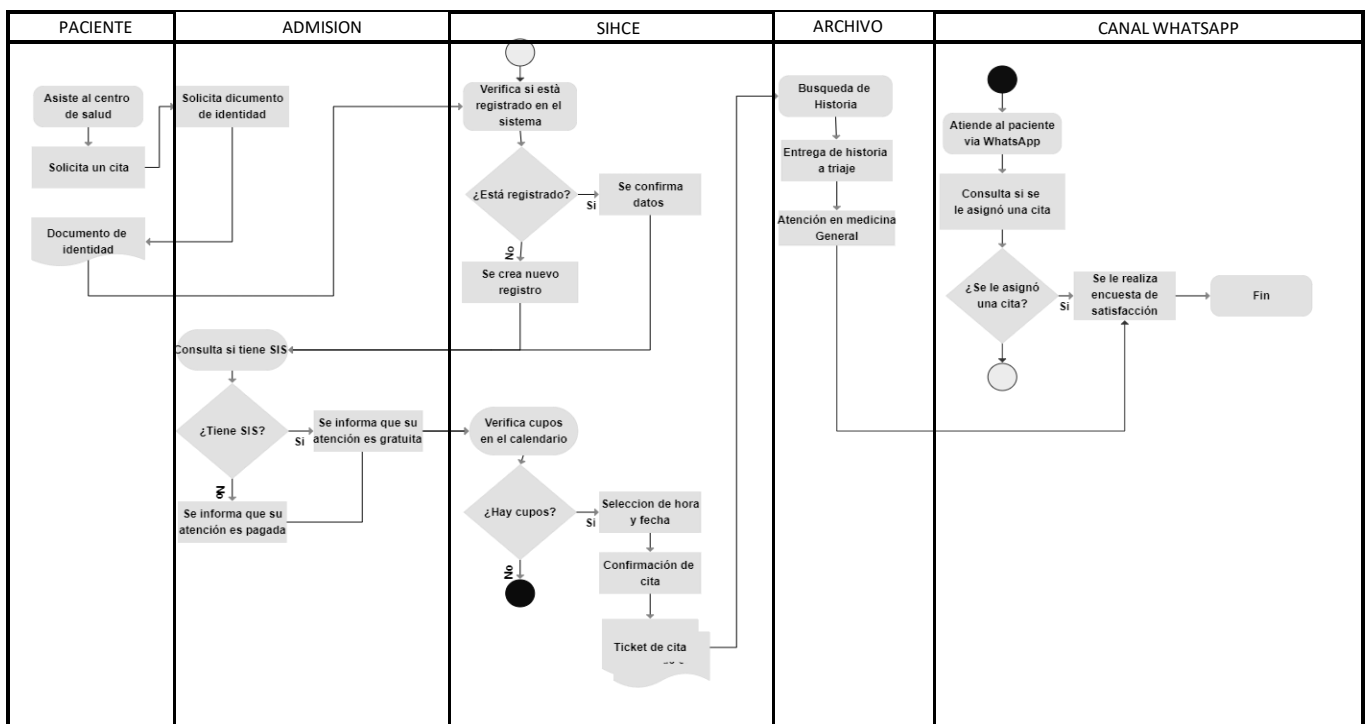 PACIENTE
ADMISION
SIHCE
ARCHIVO
CANAL WHATSAPP
Asiste al centro
de salud
Solicita un cita
Documento de
identidad
Solicita dicumento
de identidad
Consulta si tiene SIS
¿Tiene SIS?
Si
Se informa que su
atención es gratuita
No
Se informa que su
atención es pagada
Verifica si està
registrado en el
sistema
¿Está registrado?
Si
Se confirma
datos
No
Se crea nuevo
registro
Verifica cupos
en el calendario
¿Hay cupos?
Si
Seleccion de hora
y fecha
No
Confirmación de
cita
Ticket de cita
Busqueda de
Historia
Entrega de historia
a triaje
Atención en medicina
General
Atiende al paciente
via WhatsApp
Consulta si se
le asignó una cita
¿Se le asignó
una cita?
Si
Se le realiza
encuesta de
satisfacción
Fin